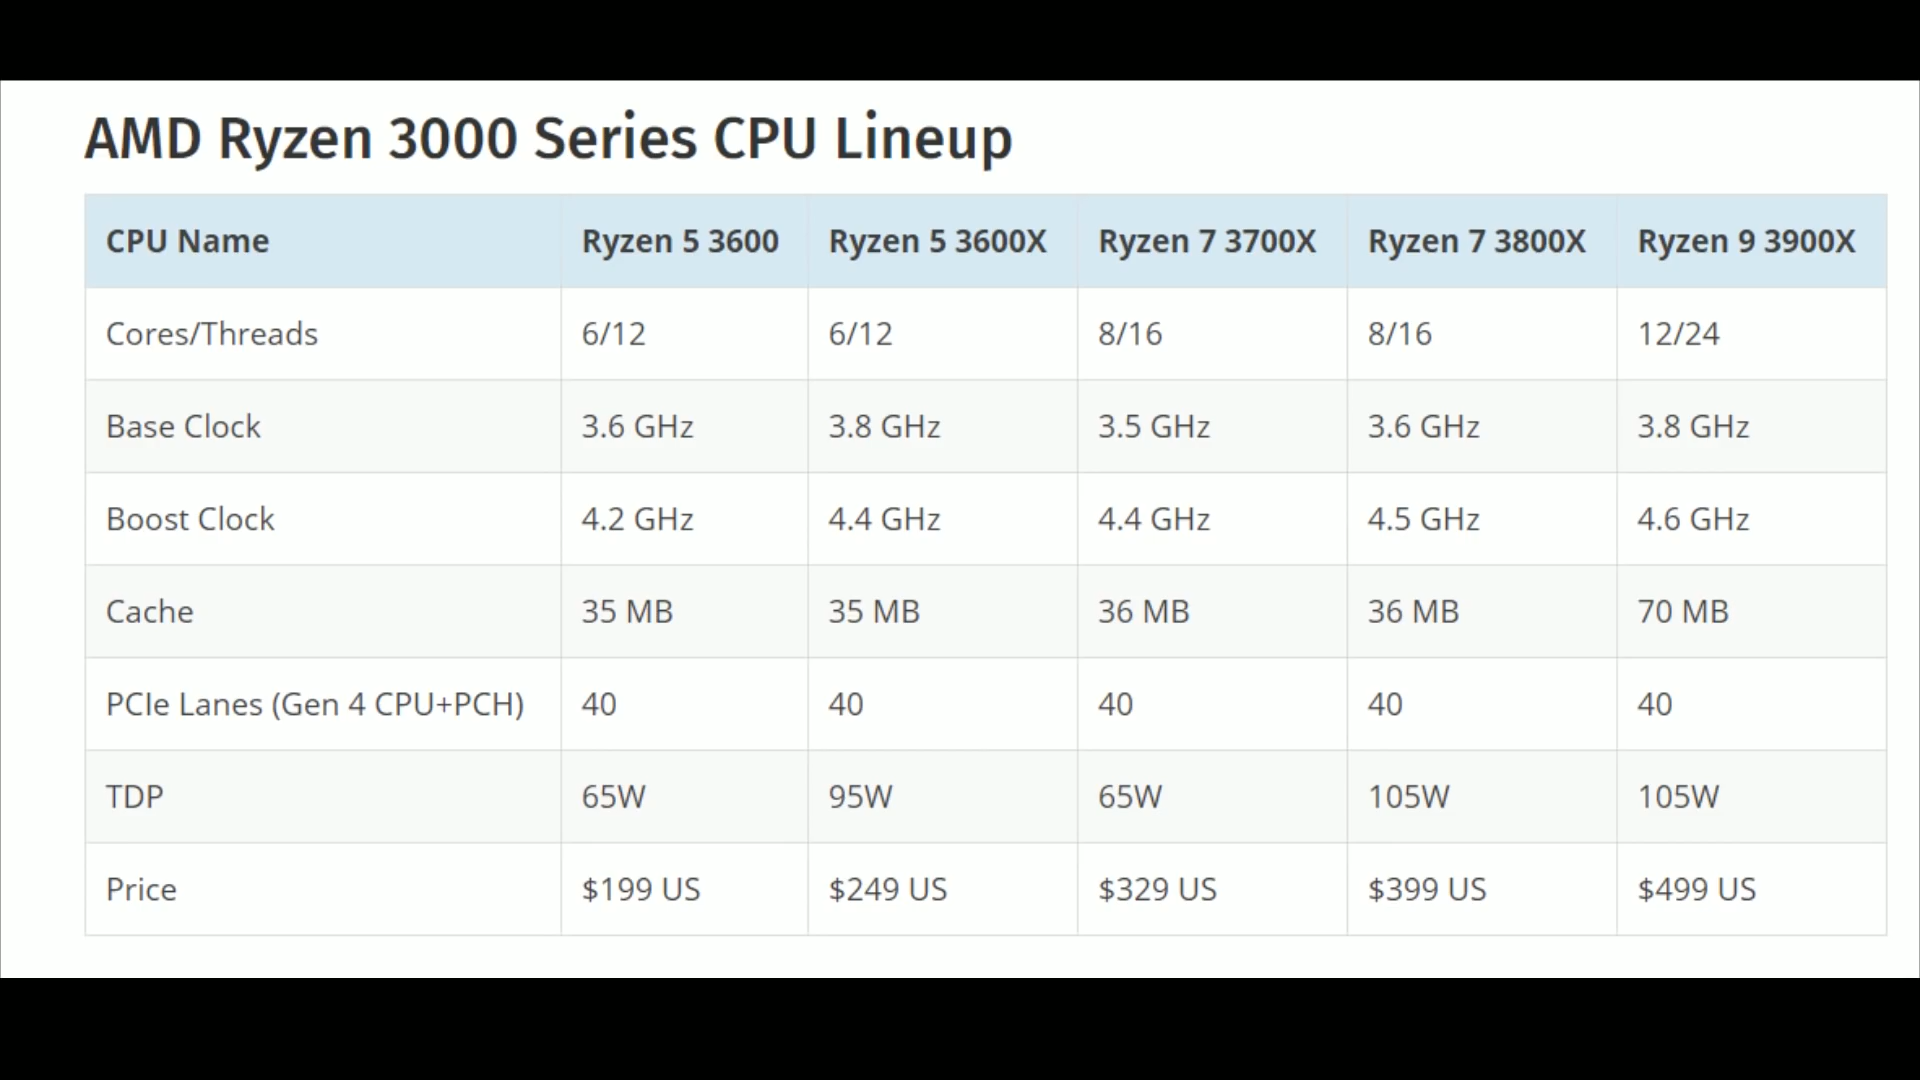 AMD Ryzen 3000 Series CPU Lineup
CPU Name Ryzen 5 3600 Ryzen 5 3600X Ryzen 7 3700X Ryzen 7 3800X Ryzen 9 3900X
Cores/Threads 6/12 6/12 8/16 8/16 12/24
Base Clock 3.6 GHz 3.8 GHz 3.5 GHz 3.6 GHz 3.8 GHz
Boost Clock 4.2 GHz 4.4 GHz 4.4 GHz 4.5 GHz 4.6 GHz
Cache 35 MB 35 MB 36 MB 36 MB 70 MB
PCIe Lanes (Gen 4 CPU+PCH) 40 40 40 40 40
TDP 65W 95W 65W 105W 105W
Price $199 US $249 US $329 US $399 US $499 US